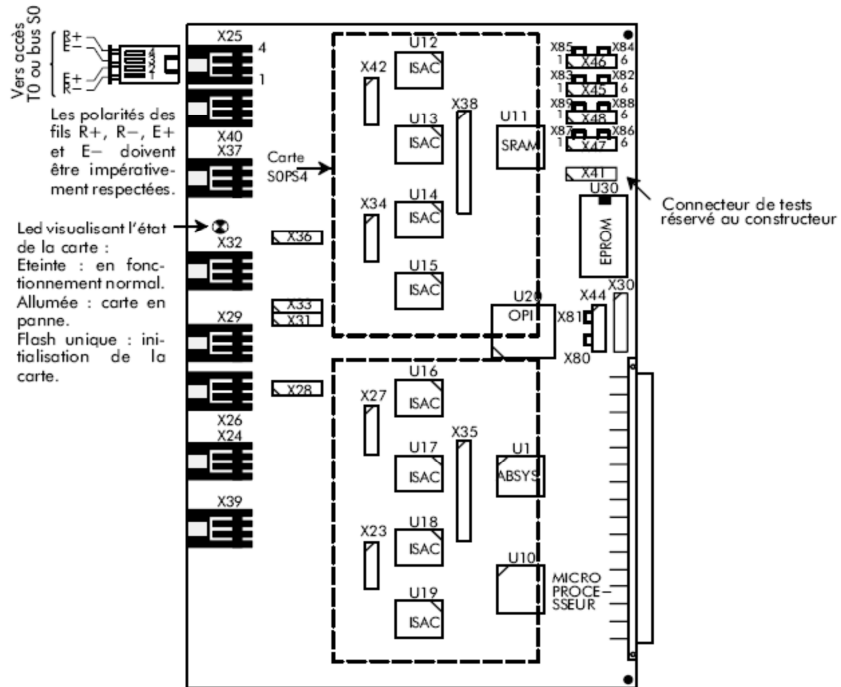 Vers accès
T0 ou bus S0
R+
E−
E+
R−
4
3
2
1
X25
4
1
Les polarités des
fils R+, R−, E+
et E− doivent
être impérative-
ment respectées.
X40
X37
Carte
S0PS4
Led visualisant l'état
de la carte :
Eteinte : en fonc-
tionnement normal.
Allumée : carte en
panne.
Flash unique : ini-
tialisation de la
carte.
X32
X36
X33
X31
X29
X28
X26
X24
X39
U12
ISAC
X42
X38
U13
ISAC
U11
SRAM
U14
ISAC
X34
U15
ISAC
X85
X84
1
X46
6
X83
X82
1
X45
6
X89
X88
1
X48
6
X87
X86
1
X47
6
X41
U30
EPROM
Connecteur de tests
réservé au constructeur
U20
OPI
X81
X44
X30
X80
U16
ISAC
X27
X35
U17
ISAC
U1
ABSYS
U18
ISAC
X23
U10
MICRO
PROCE−
SSEUR
U19
ISAC